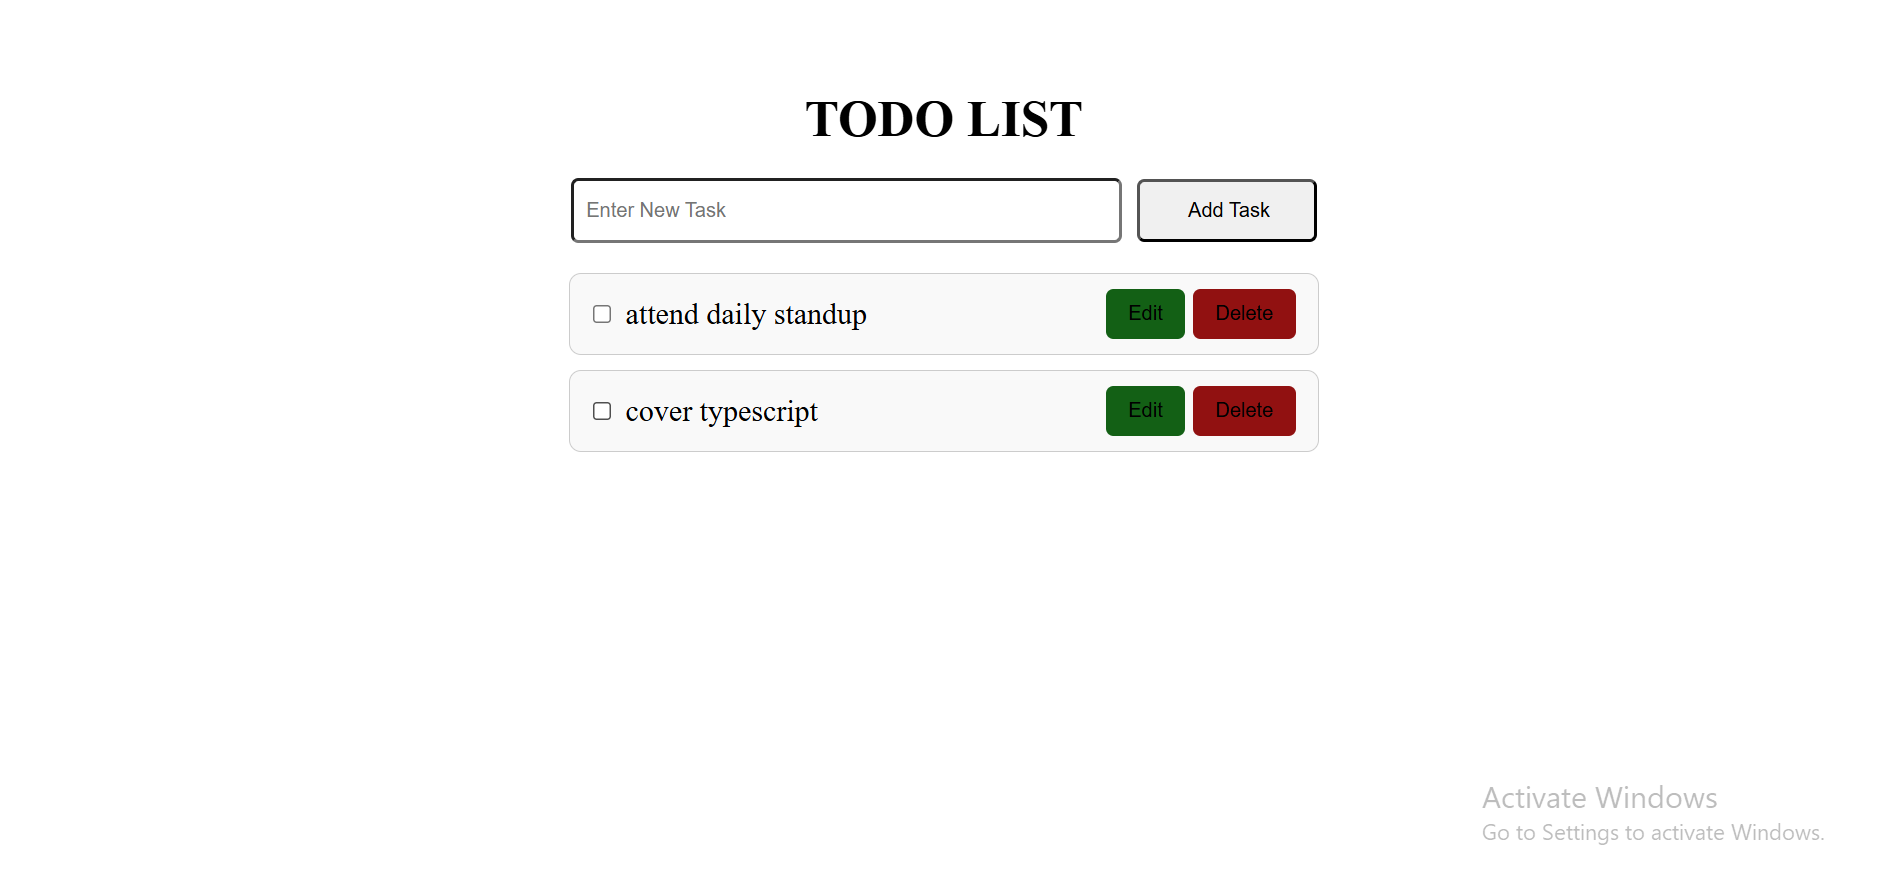 TODO LIST
Enter New Task
Add Task
attend daily standup
Edit
Delete
cover typescript
Edit
Delete
Activate Windows
Go to Settings to activate Windows.